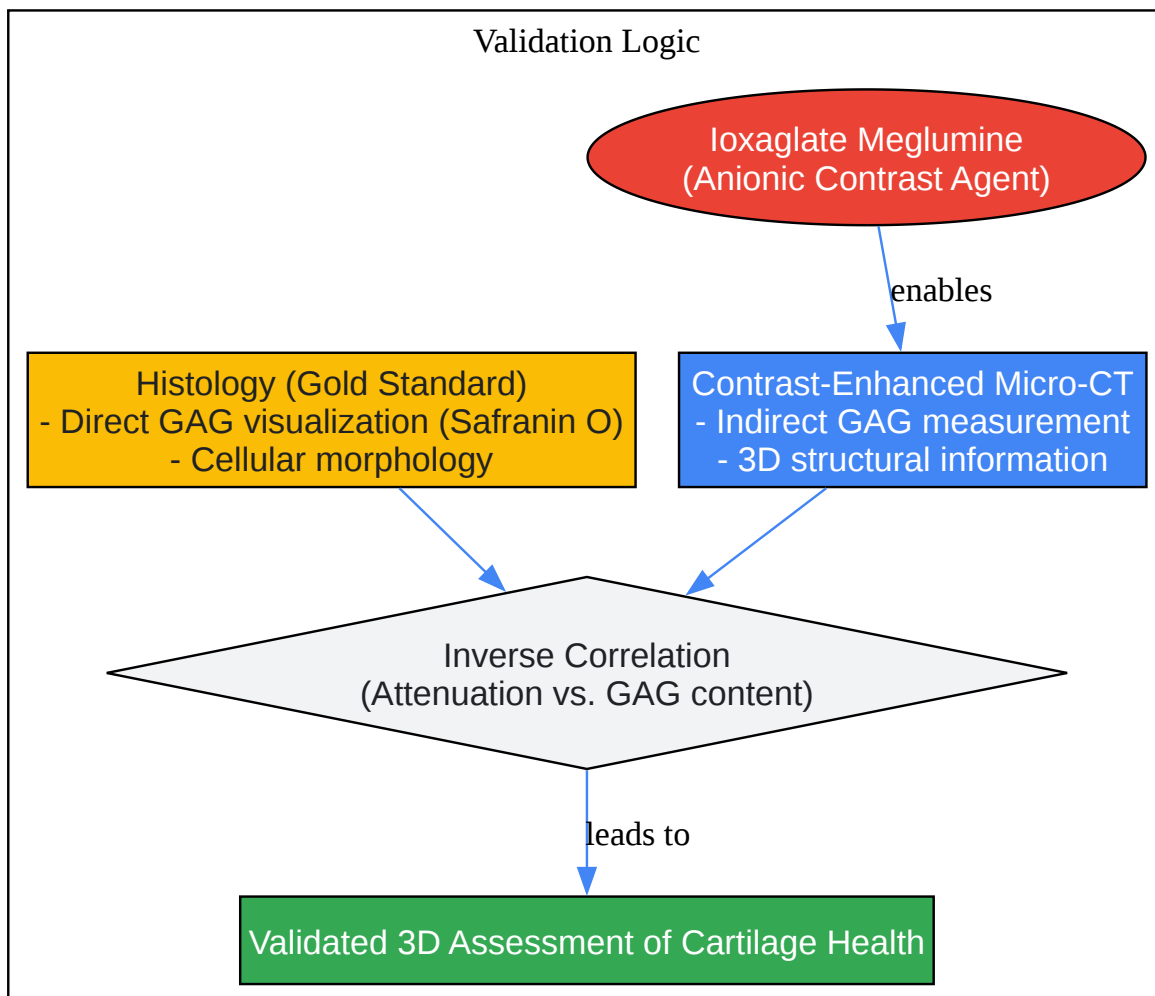 Validation Logic
Ioxaglate Meglumine
(Anionic Contrast Agent)
enables
Histology (Gold Standard)
- Direct GAG visualization (Safranin O)
- Cellular morphology
Contrast-Enhanced Micro-CT
- Indirect GAG measurement
- 3D structural information
Inverse Correlation
(Attenuation vs. GAG content)
leads to
Validated 3D Assessment of Cartilage Health